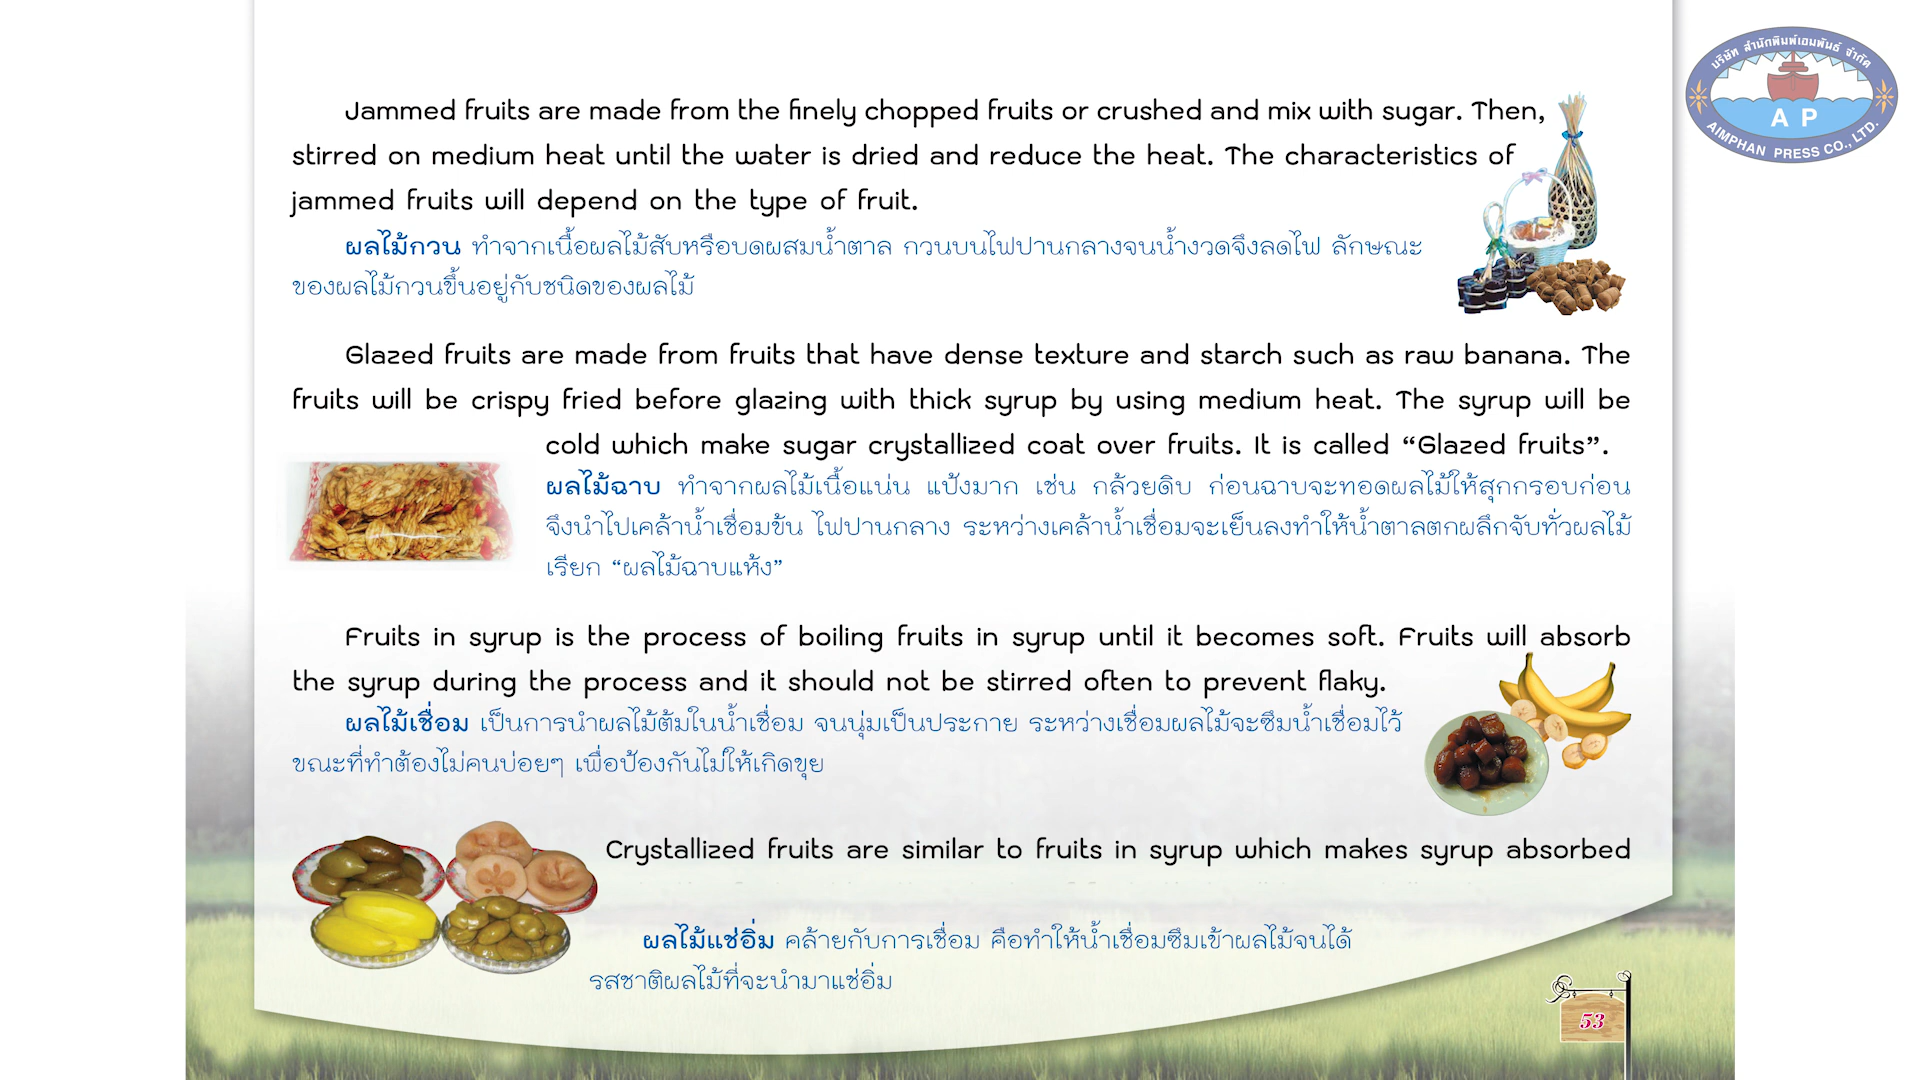 Jammed fruits are made from the finely chopped fruits or crushed and mix with sugar. Then,
stirred on medium heat until the water is dried and reduce the heat. The characteristics of
jammed fruits will depend on the type of fruit.
ผลไม้กวน ทำจากเนื้อผลไม้สับหรือบดผสมน้ำตาล กวนบนไฟปานกลางจนน้ำงวดจึงลดไฟ ลักษณะ
ของผลไม้กวนขึ้นอยู่กับชนิดของผลไม้
Glazed fruits are made from fruits that have dense texture and starch such as raw banana. The
fruits will be crispy fried before glazing with thick syrup by using medium heat. The syrup will be
cold which make sugar crystallized coat over fruits. It is called “Glazed fruits”.
ผลไม้ฉาบ ทำจากผลไม้เนื้อแน่น แป้งมาก เช่น กล้วยดิบ ก่อนฉาบจะทอดผลไม้ให้สุกกรอบก่อน
จึงนำไปเคล้าน้ำเชื่อมข้น ไฟปานกลาง ระหว่างเคล้าน้ำเชื่อมจะเย็นลงทำให้น้ำตาลตกผลึกจับทั่วผลไม้
เรียก “ผลไม้ฉาบแห้ง”
Fruits in syrup is the process of boiling fruits in syrup until it becomes soft. Fruits will absorb
the syrup during the process and it should not be stirred often to prevent flaky.
ผลไม้เชื่อม เป็นการนำผลไม้ต้มในน้ำเชื่อม จนนุ่มเป็นประกาย ระหว่างเชื่อมผลไม้จะซึมน้ำเชื่อมไว้
ขณะที่ทำต้องไม่คนบ่อยๆ เพื่อป้องกันไม่ให้เกิดขุย
Crystallized fruits are similar to fruits in syrup which makes syrup absorbed
ผลไม้แช่อิ่ม คล้ายกับการเชื่อม คือทำให้น้ำเชื่อมซึมเข้าผลไม้จนได้
รสชาติผลไม้ที่จะนำมาแช่อิ่ม
53
บริษัท สำนักพิมพ์เอมพันธ์ จำกัด
A P
AIMPHAN PRESS CO., LTD.